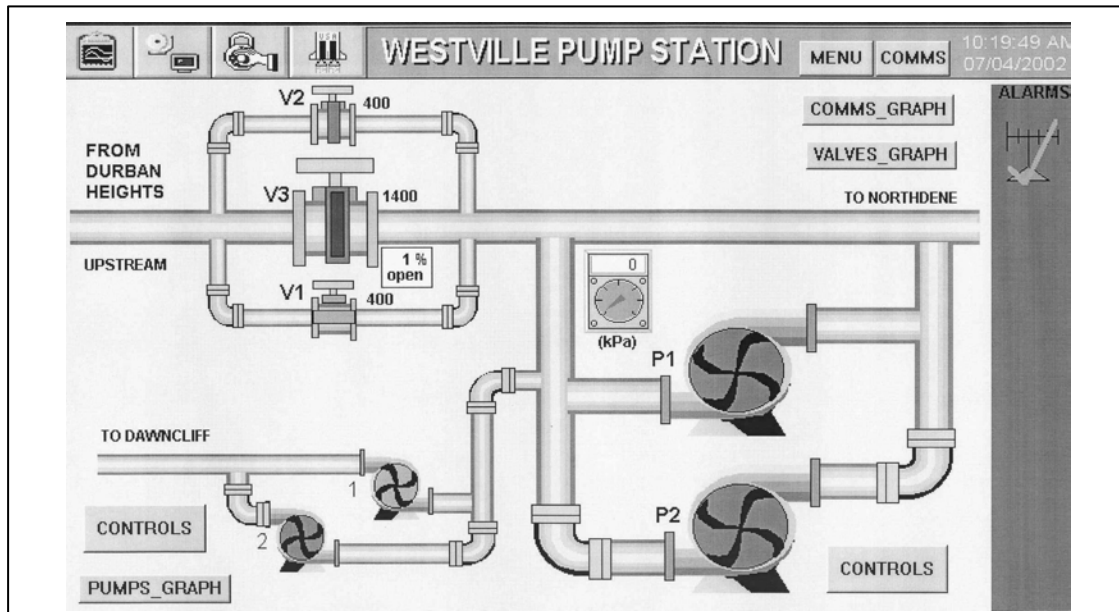 WESTVILLE PUMP STATION
MENU
COMMS
10:19:49 AM
07/04/2002
ALARMS
COMMS_GRAPH
VALVES_GRAPH
V2
400
FROM
DURBAN
HEIGHTS
V3
1400
TO NORTHDENE
UPSTREAM
1 %
open
V1
400
0
(kPa)
P1
TO DAWNCLIFF
1
CONTROLS
2
P2
CONTROLS
PUMPS_GRAPH